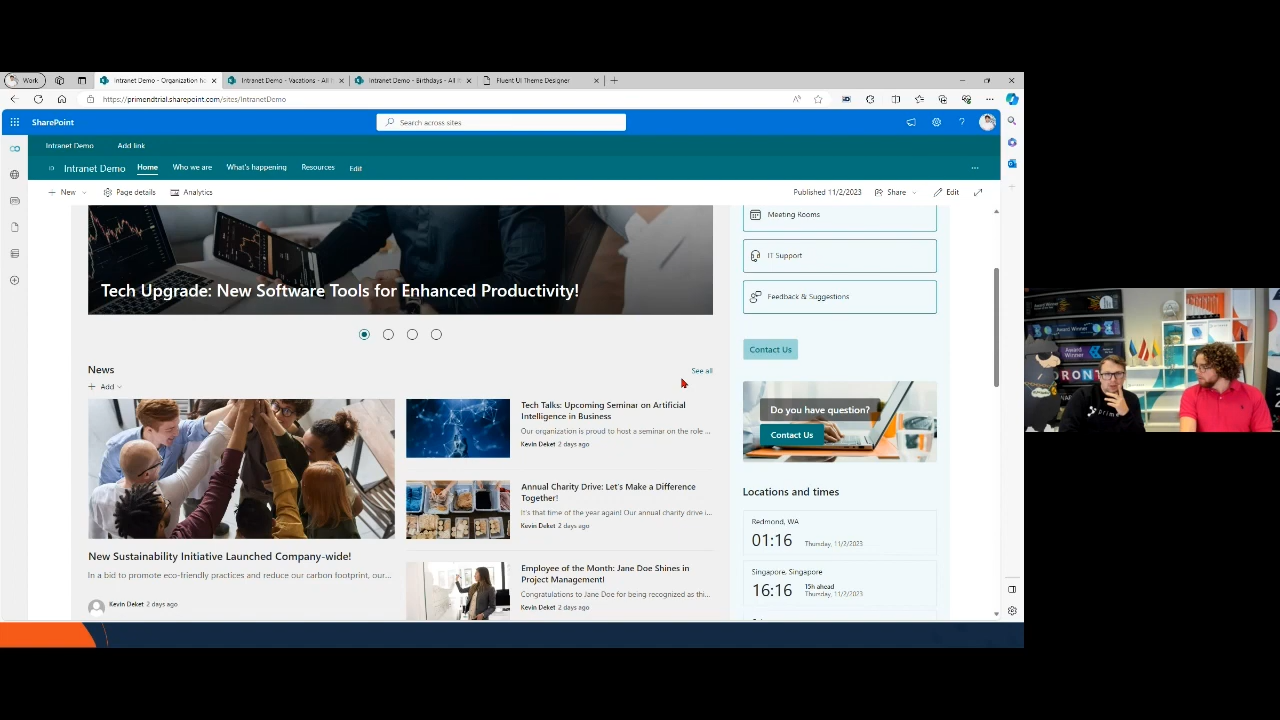 Work
Intranet Demo - Organization h
Intranet Demo - Vacations - All
Intranet Demo - Birthdays - All
Fluent UI Theme Designer
https://primendtrial.sharepoint.com/sites/IntranetDemo
SharePoint
Search across sites
Intranet Demo
Add link
Intranet Demo
Home
Who we are
What's happening
Resources
Edit
New
Page details
Analytics
Published 11/2/2023
Share
Edit
Tech Upgrade: New Software Tools for Enhanced Productivity!
News
See all
Add
New Sustainability Initiative Launched Company-wide!
In a bid to promote eco-friendly practices and reduce our carbon footprint, our...
Kevin Deket 2 days ago
Tech Talks: Upcoming Seminar on Artificial
Intelligence in Business
Our organization is proud to host a seminar on the role ...
Kevin Deket 2 days ago
Annual Charity Drive: Let's Make a Difference
Together!
It's that time of the year again! Our annual charity drive i...
Kevin Deket 2 days ago
Employee of the Month: Jane Doe Shines in
Project Management!
Congratulations to Jane Doe for being recognized as thi...
Kevin Deket 2 days ago
Meeting Rooms
IT Support
Feedback & Suggestions
Contact Us
Do you have question?
Contact Us
Locations and times
Redmond, WA
01:16
Thursday, 11/2/2023
Singapore, Singapore
16:16
15h ahead
Thursday, 11/2/2023
Award Winner
Award
Winner